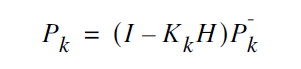 P_k = (I – K_k H)P_k^-